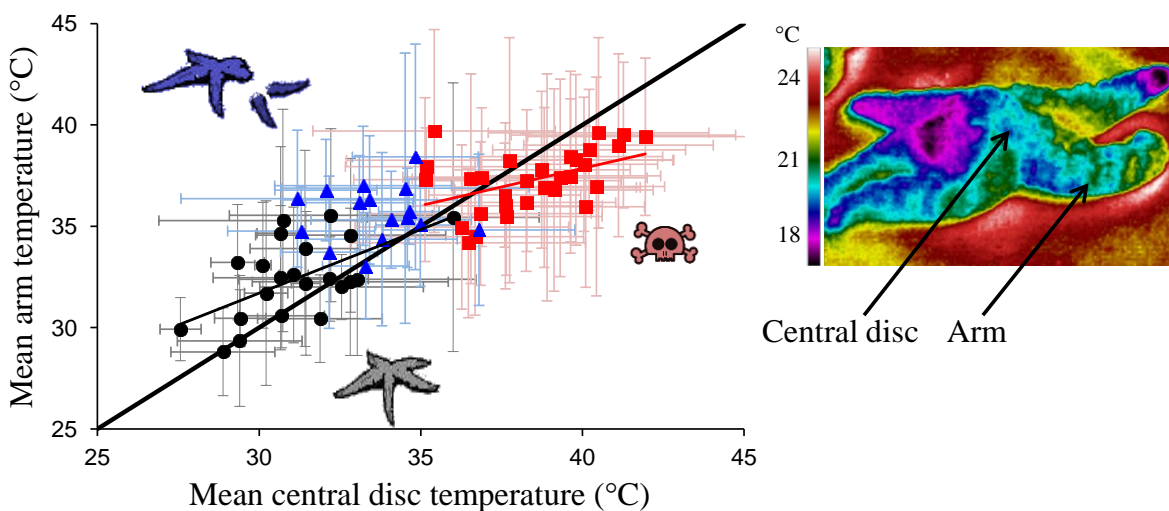 Mean arm temperature (°C)
45
40
35
30
25
25
30
35
40
45
Mean central disc temperature (°C)
°C
24
21
18
Central disc
Arm